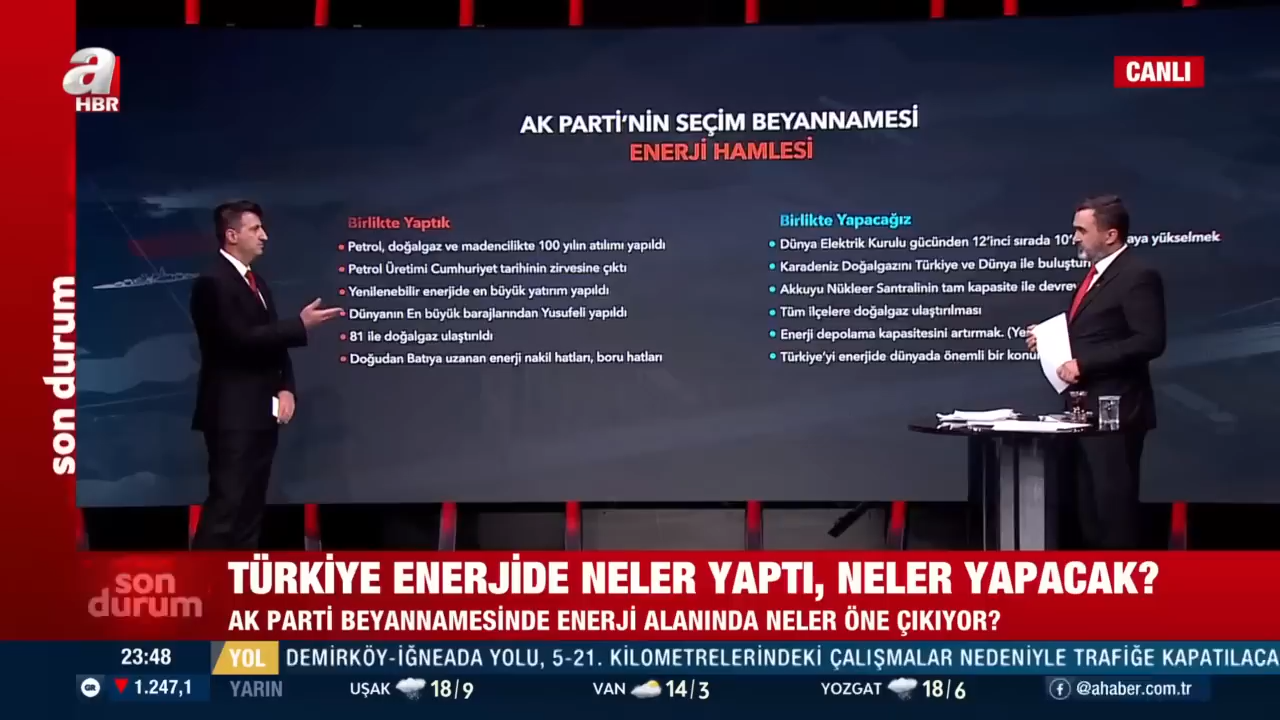 a
HBR
CANLI
AK PARTİ'NİN SEÇİM BEYANNAMESİ
ENERJİ HAMLESİ
Birlikte Yaptık
• Petrol, doğalgaz ve madencilikte 100 yılın atılımı yapıldı
• Petrol Üretimi Cumhuriyet tarihinin zirvesine çıktı
• Yenilenebilir enerjide en büyük yatırım yapıldı
• Dünyanın En büyük barajlarından Yusufeli yapıldı
• 81 ile doğalgaz ulaştırıldı
• Doğudan Batıya uzanan enerji nakil hatları, boru hatları
Birlikte Yapacağız
• Dünya Elektrik Kurulu gücünden 12'inci sırada yükselmek
• Karadeniz Doğalgazını Türkiye ve Dünya ile
• Akkuyu Nükleer Santralinin tam kapasite ile
• Tüm ilçelere doğalgaz ulaştırılması
• Enerji depolama kapasitesini artırmak.
• Türkiye'yi enerjide dünyada önemli bir
son durum
son
durum
TÜRKİYE ENERJİDE NELER YAPTI, NELER YAPACAK?
AK PARTİ BEYANNAMESİNDE ENERJİ ALANINDA NELER ÖNE ÇIKIYOR?
23:48
YOL
DEMİRKÖY-İĞNEADA YOLU, 5-21. KİLOMETRELERİNDEKİ ÇALIŞMALAR NEDENİYLE TRAFİĞE KAPATILACA
GR ▼ 1.247,1
YARIN
UŞAK 18/9
VAN 14/3
YOZGAT 18/6
f @ahaber.com.tr